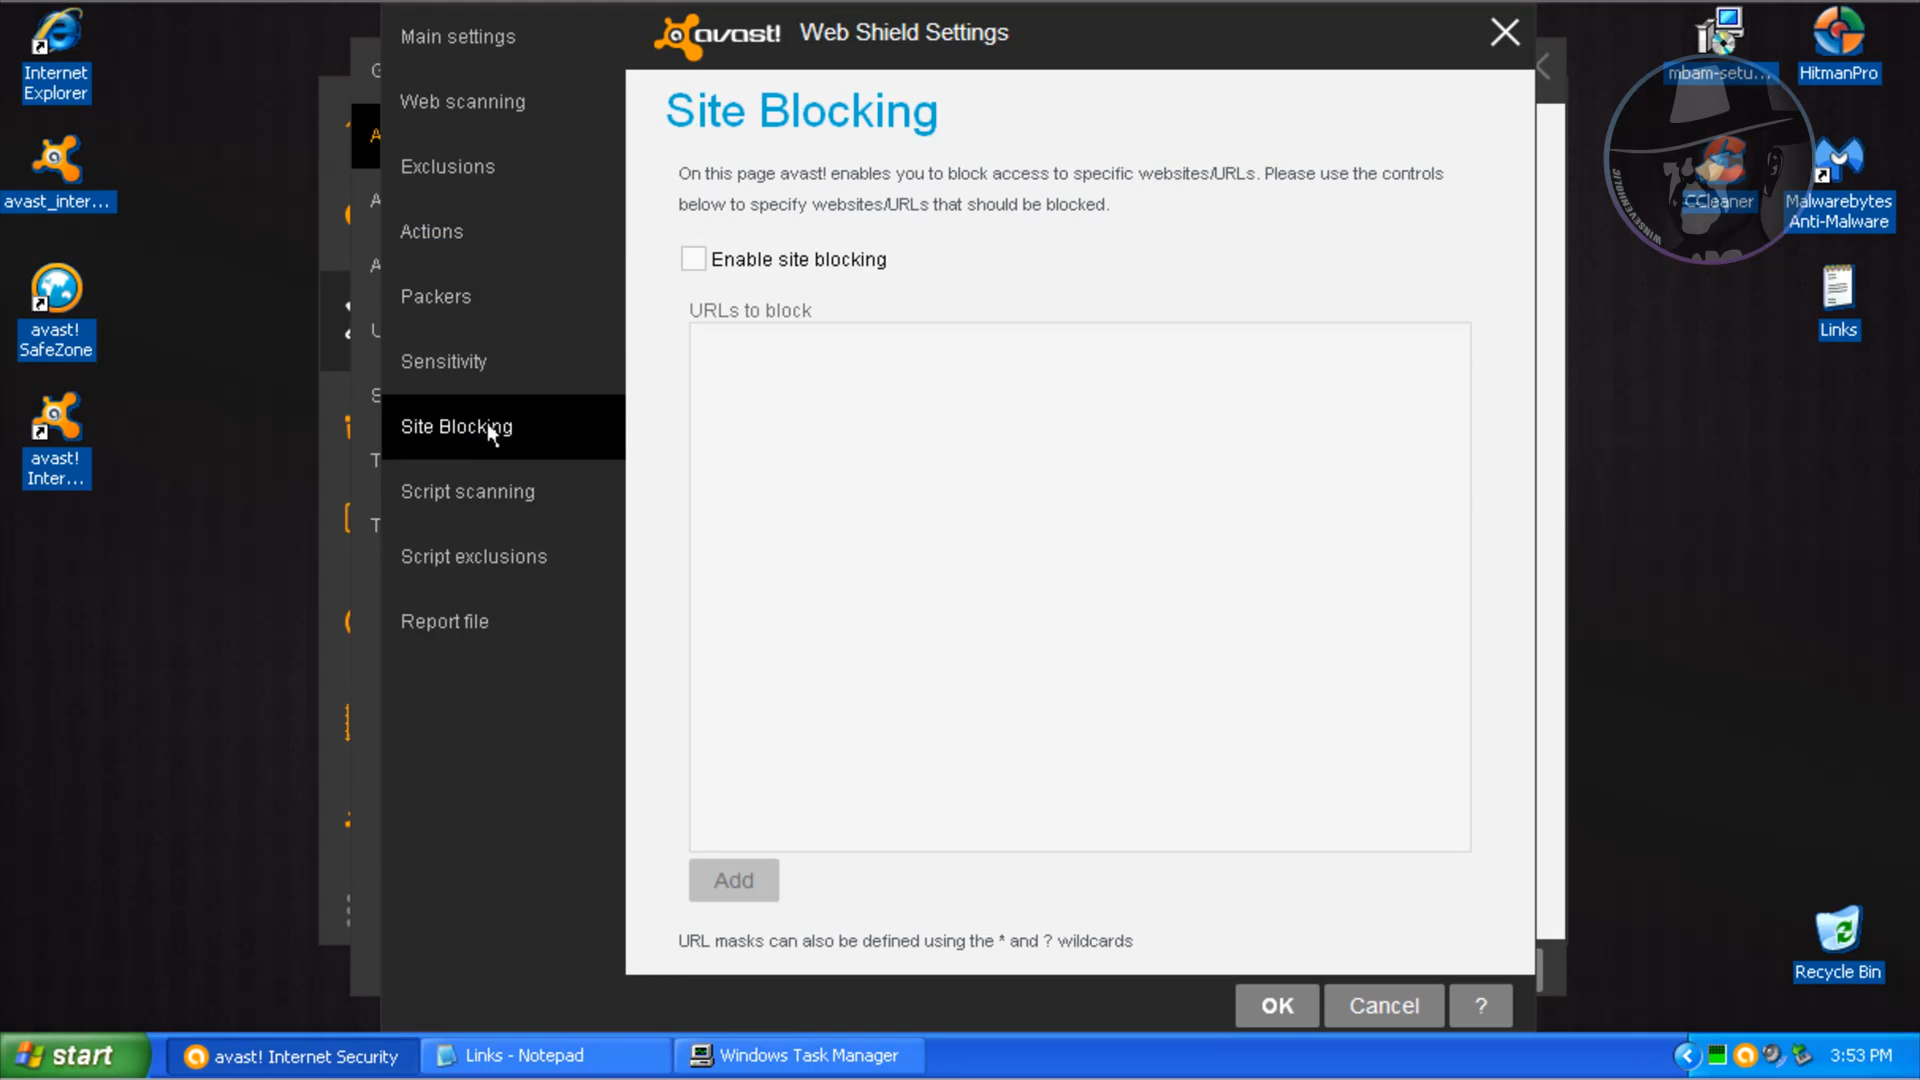 Internet
Explorer
avast_inter...
avast!
SafeZone
avast!
Inter...
Main settings
Web scanning
Exclusions
Actions
Packers
Sensitivity
Site Blocking
Script scanning
Script exclusions
Report file
avast! Web Shield Settings
Site Blocking
On this page avast! enables you to block access to specific websites/URLs. Please use the controls
below to specify websites/URLs that should be blocked.
Enable site blocking
URLs to block
Add
URL masks can also be defined using the * and ? wildcards
OK
Cancel
?
mbam-setu...
HitmanPro
CCleaner
Malwarebytes
Anti-Malware
Links
Recycle Bin
start
avast! Internet Security
Links - Notepad
Windows Task Manager
3:53 PM